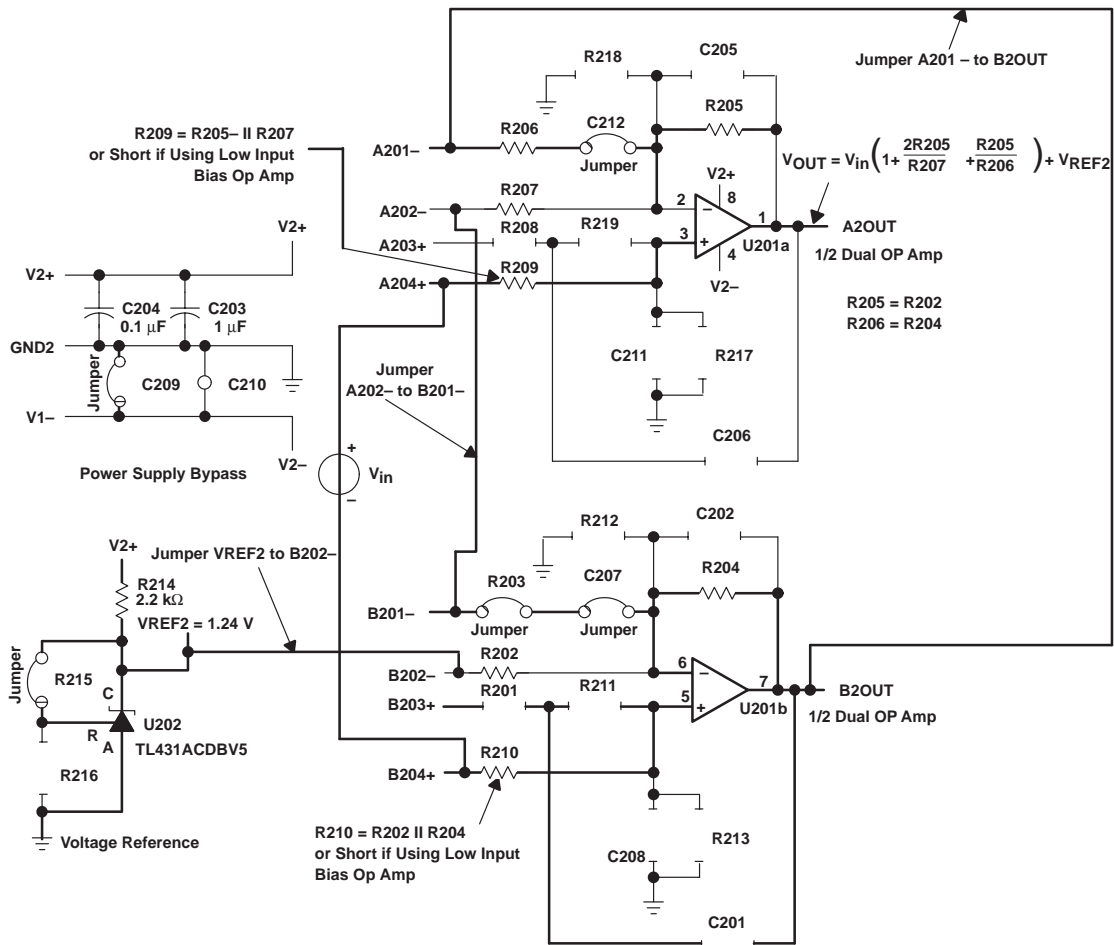 Jumper A201 – to B2OUT
R218
C205
R209 = R205– II R207
or Short if Using Low Input
Bias Op Amp
A201–
R206
C212
Jumper
R205
VOUT = Vin(1+ 2R205/R207 + R205/R206) + VREF2
A202–
R207
V2+
2
–
8
1
A2OUT
A203+
R208
R219
3
+
4
U201a
1/2 Dual OP Amp
V2–
A204+
R209
R205 = R202
R206 = R204
V2+
V2+
C204
0.1 μF
C203
1 μF
GND2
Jumper
C209
C210
V1–
V2–
Power Supply Bypass
Jumper
A202– to B201–
C211
R217
C206
+
Vin
–
R212
C202
V2+
Jumper VREF2 to B202–
R214
2.2 kΩ
VREF2 = 1.24 V
B201–
R203
Jumper
C207
Jumper
R204
Jumper
R215
C
R
A
U202
TL431ACDBV5
R216
Voltage Reference
B202–
R202
6
–
7
B2OUT
B203+
R201
R211
5
+
U201b
1/2 Dual OP Amp
B204+
R210
R210 = R202 II R204
or Short if Using Low Input
Bias Op Amp
C208
R213
C201